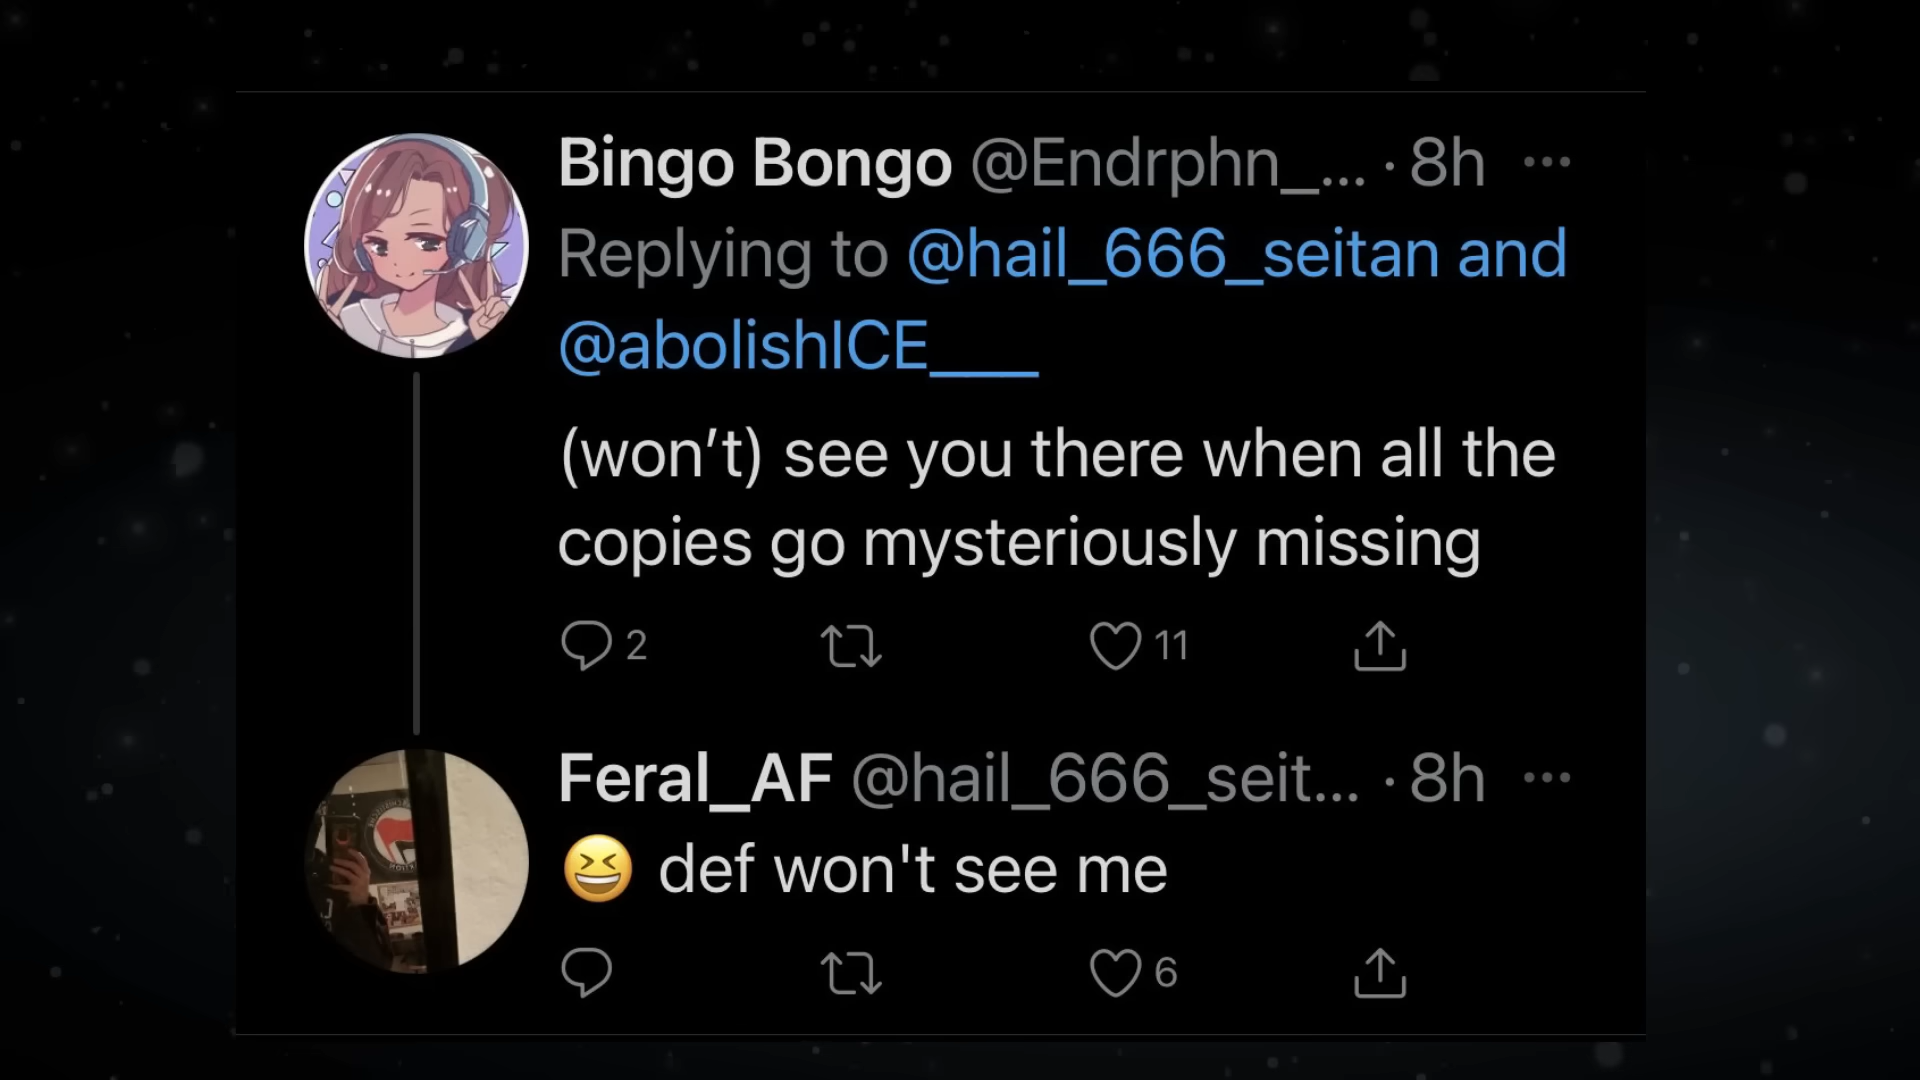 Bingo Bongo @Endrphn_... · 8h
Replying to @hail_666_seitan and
@abolishICE____
(won’t) see you there when all the
copies go mysteriously missing
2 11
Feral_AF @hail_666_seit... · 8h
😆 def won't see me
6